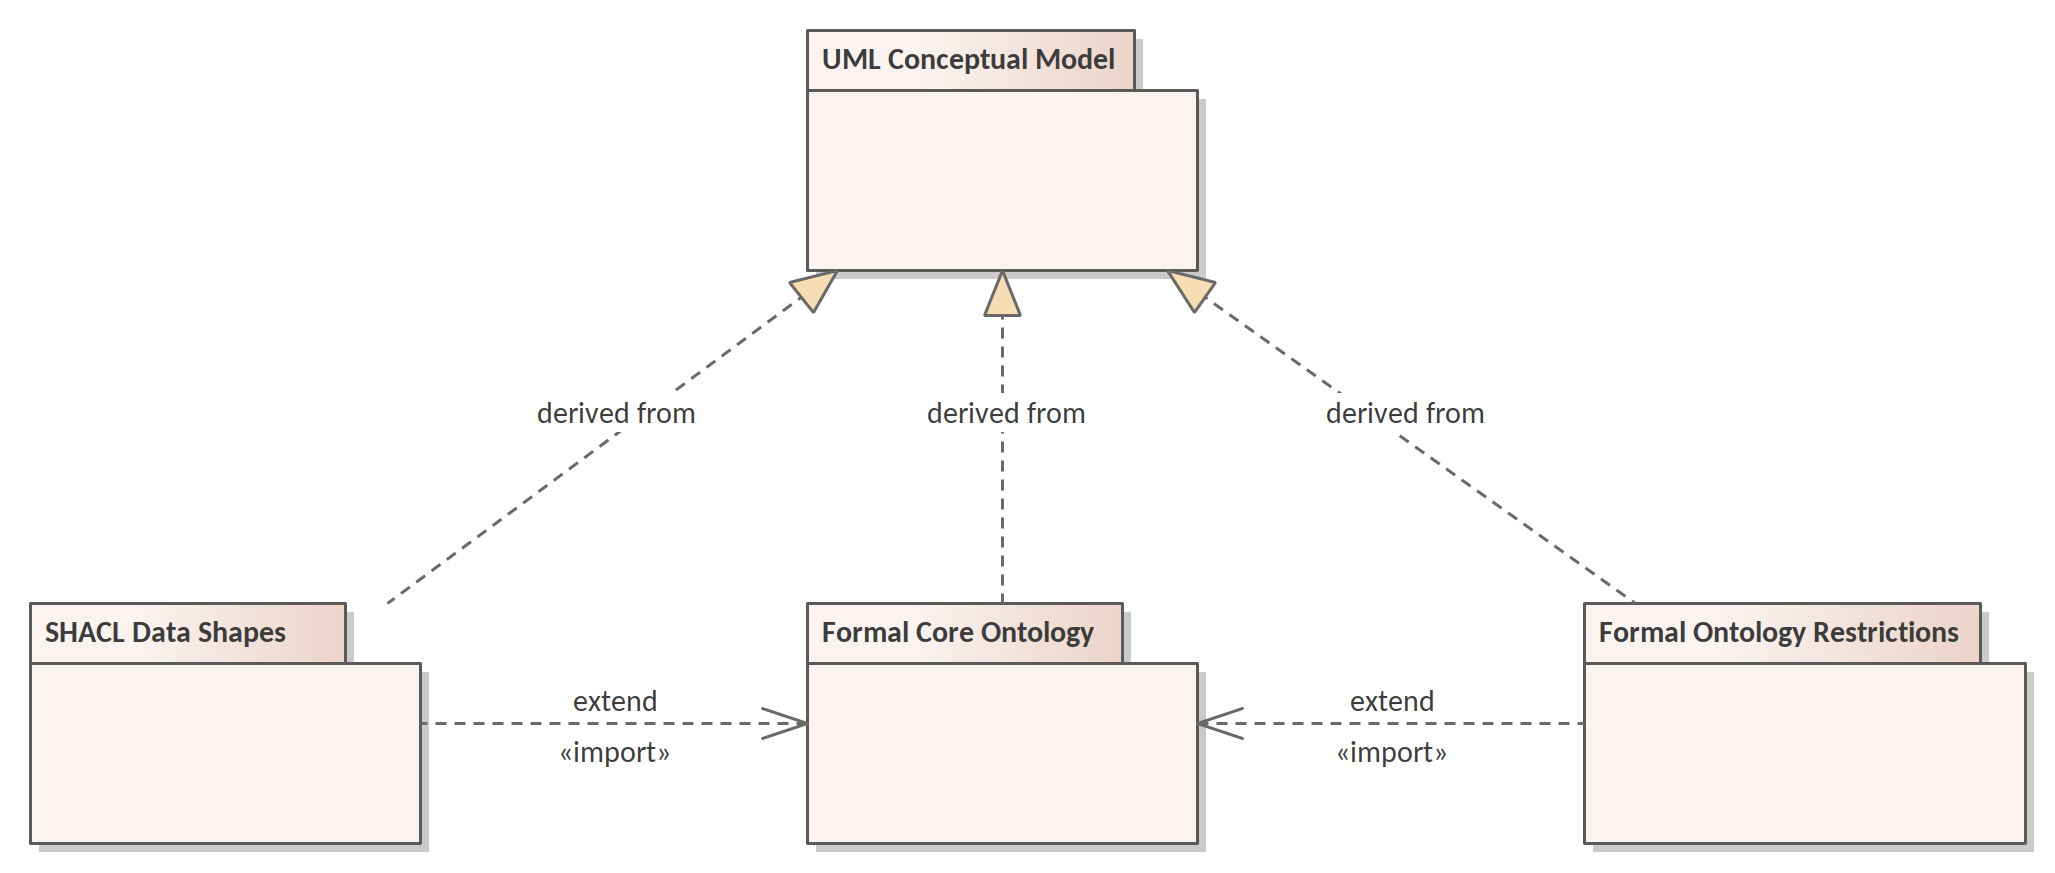 UML Conceptual Model
derived from
derived from
derived from
SHACL Data Shapes
Formal Core Ontology
Formal Ontology Restrictions
extend
«import»
extend
«import»